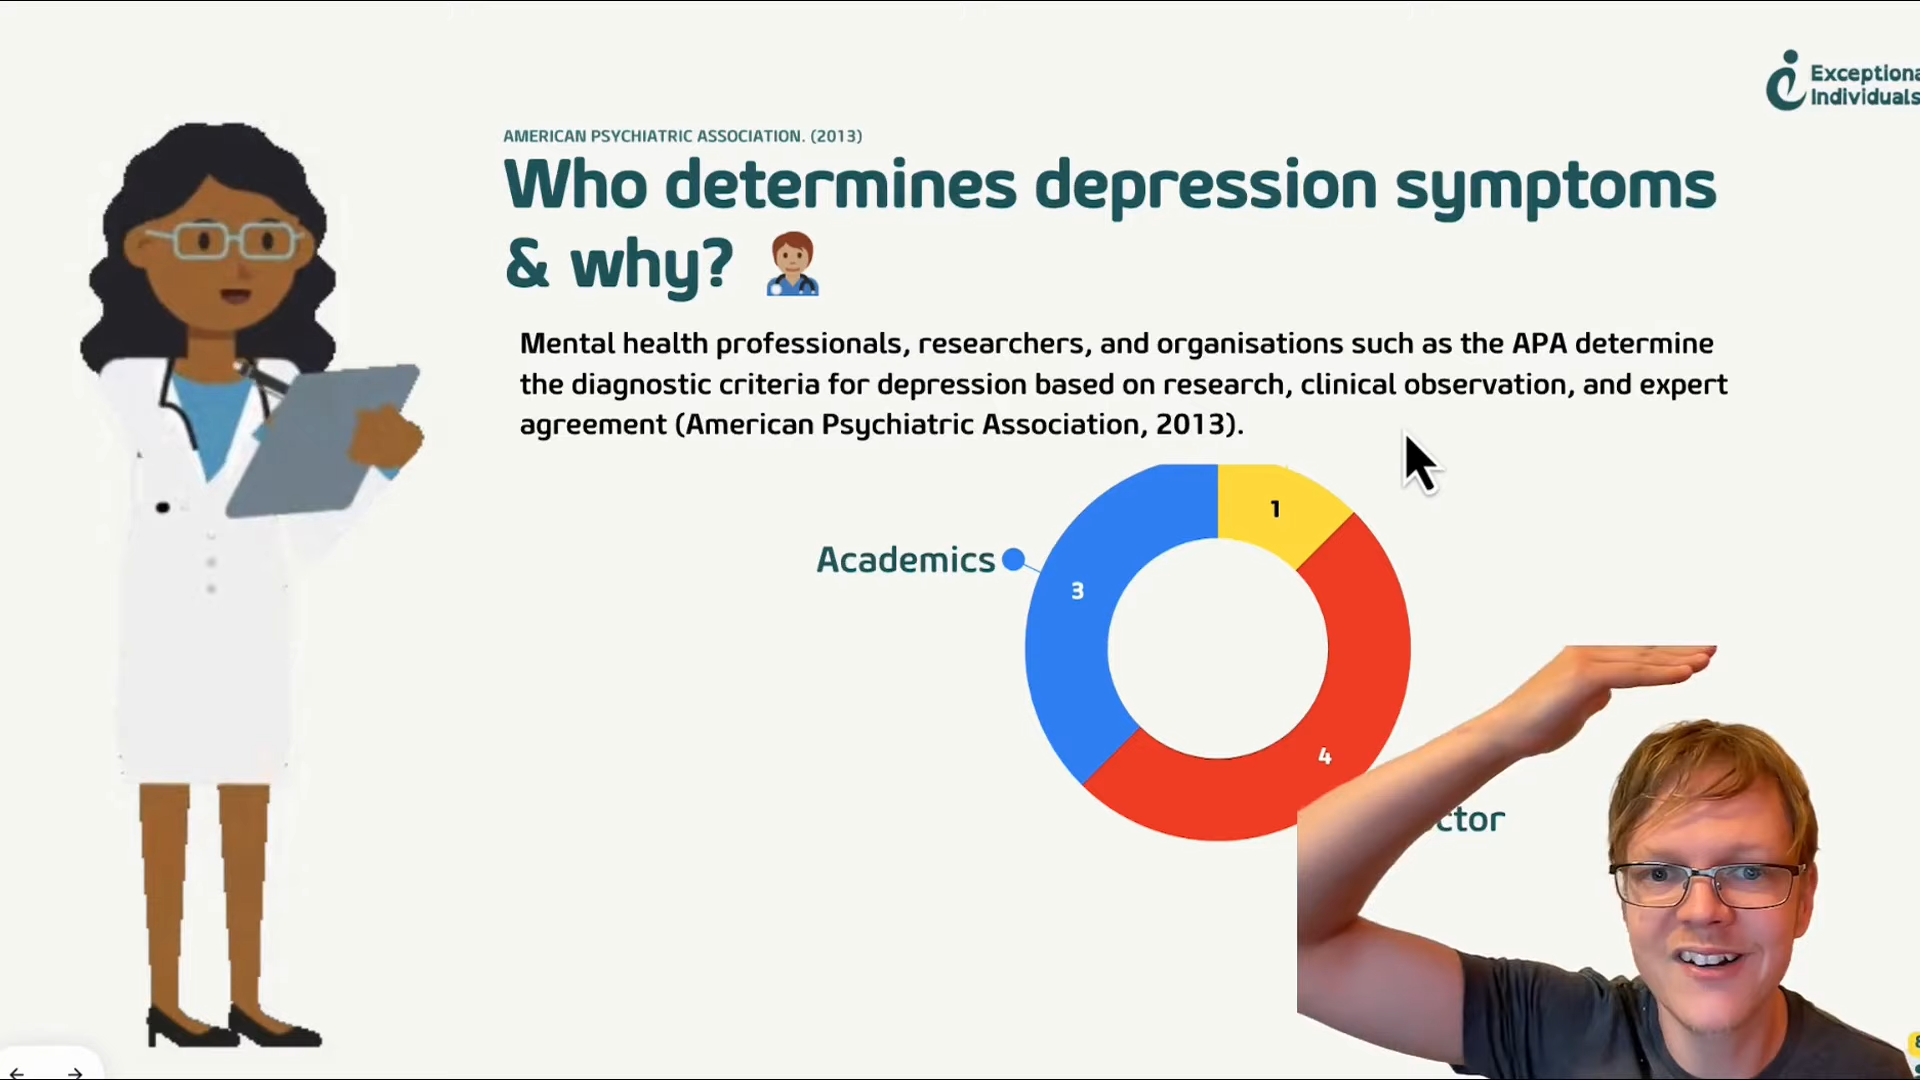 Exceptiona
Individuals
AMERICAN PSYCHIATRIC ASSOCIATION. (2013)
Who determines depression symptoms
& why?
Mental health professionals, researchers, and organisations such as the APA determine
the diagnostic criteria for depression based on research, clinical observation, and expert
agreement (American Psychiatric Association, 2013).
1
Academics
3
4
ctor